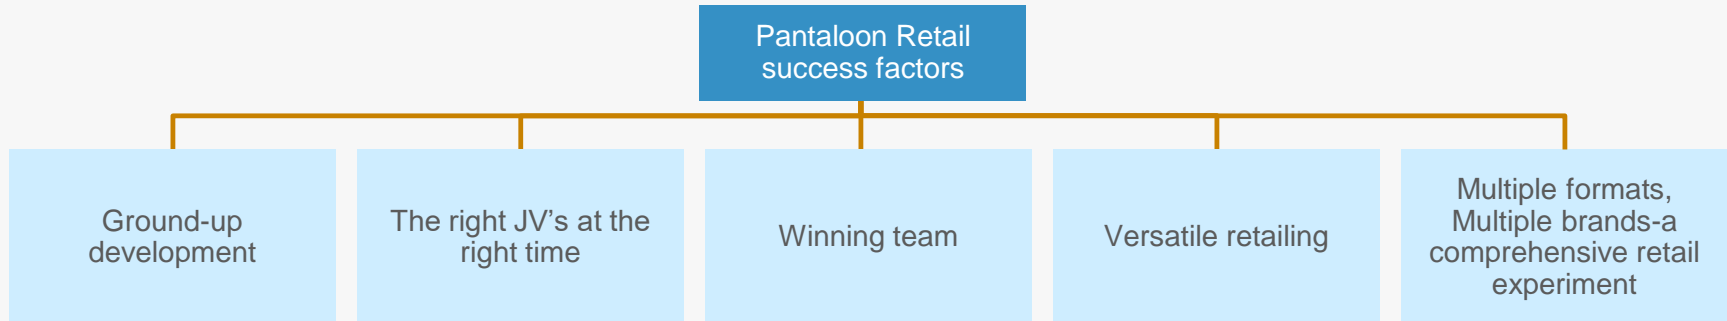 Pantaloon Retail
success factors
Ground-up
development
The right JV’s at the
right time
Winning team
Versatile retailing
Multiple formats,
Multiple brands-a
comprehensive retail
experiment